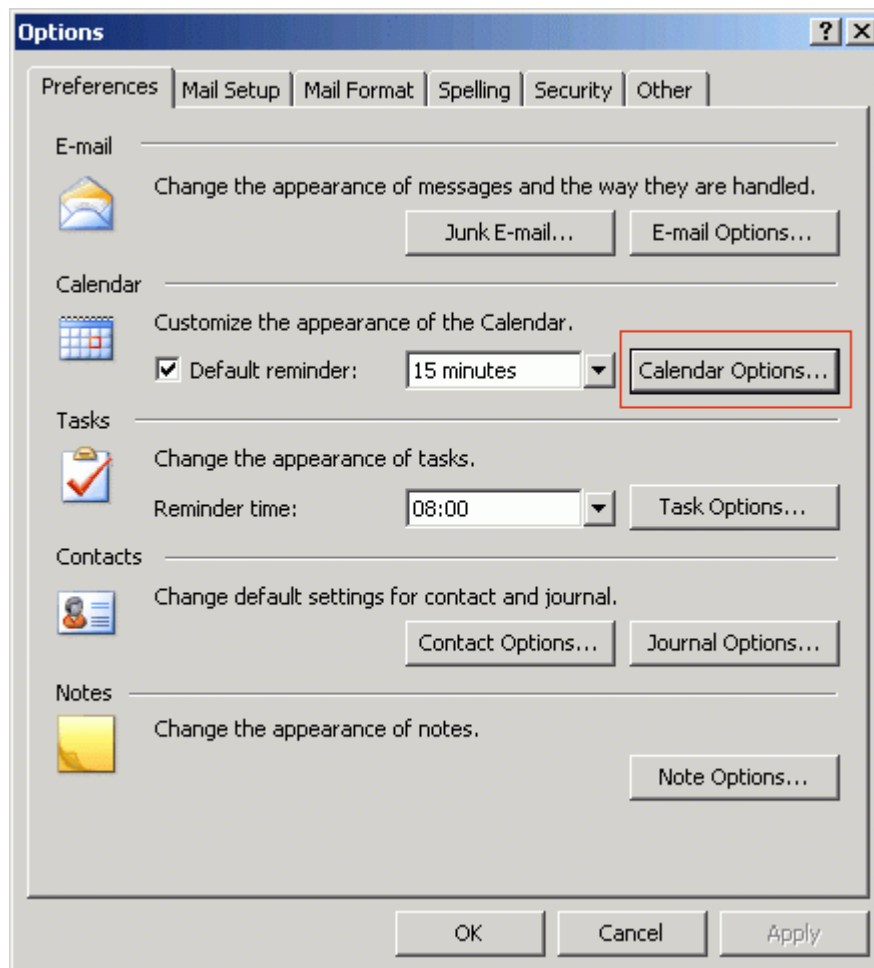 Options
Preferences Mail Setup Mail Format Spelling Security Other
E-mail
Change the appearance of messages and the way they are handled.
Junk E-mail... E-mail Options...
Calendar
Customize the appearance of the Calendar.
Default reminder: 15 minutes Calendar Options...
Tasks
Change the appearance of tasks.
Reminder time: 08:00 Task Options...
Contacts
Change default settings for contact and journal.
Contact Options... Journal Options...
Notes
Change the appearance of notes.
Note Options...
OK Cancel Apply